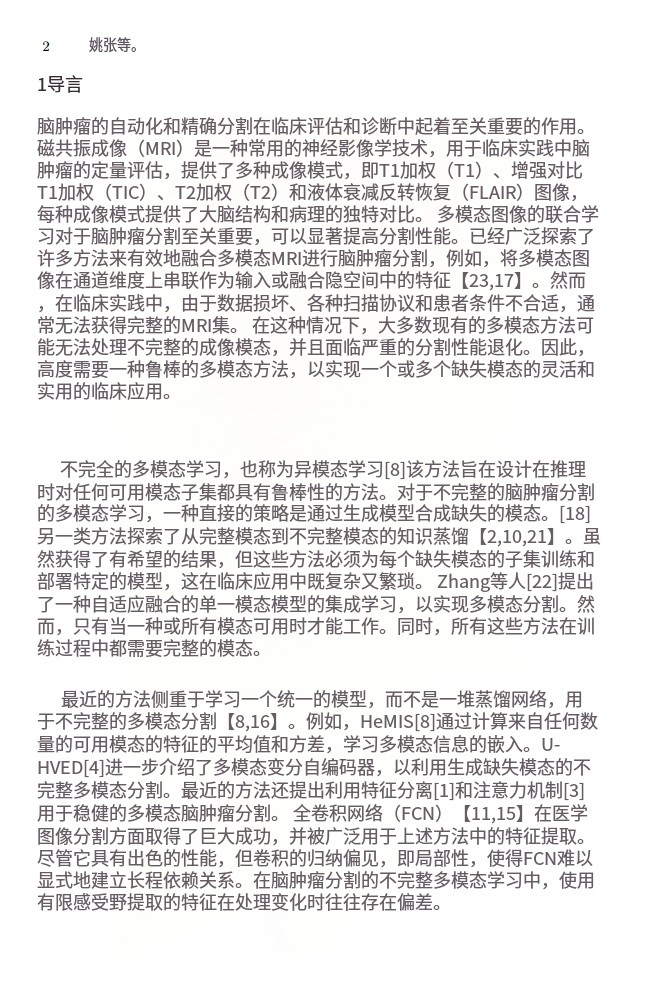 2 姚张等。
1导言
脑肿瘤的自动化和精确分割在临床评估和诊断中起着至关重要的作用。
磁共振成像（MRI）是一种常用的神经影像学技术，用于临床实践中脑
肿瘤的定量评估，提供了多种成像模式，即T1加权（T1）、增强对比
T1加权（TIC）、T2加权（T2）和液体衰减反转恢复（FLAIR）图像，
每种成像模式提供了大脑结构和病理的独特对比。 多模态图像的联合学
习对于脑肿瘤分割至关重要，可以显著提高分割性能。已经广泛探索了
许多方法来有效地融合多模态MRI进行脑肿瘤分割，例如，将多模态图
像在通道维度上串联作为输入或融合隐空间中的特征【23,17】。然而
，在临床实践中，由于数据损坏、各种扫描协议和患者条件不合适，通
常无法获得完整的MRI集。 在这种情况下，大多数现有的多模态方法可
能无法处理不完整的成像模态，并且面临严重的分割性能退化。因此，
高度需要一种鲁棒的多模态方法，以实现一个或多个缺失模态的灵活和
实用的临床应用。
不完全的多模态学习，也称为异模态学习[8]该方法旨在设计在推理
时对任何可用模态子集都具有鲁棒性的方法。对于不完整的脑肿瘤分割
的多模态学习，一种直接的策略是通过生成模型合成缺失的模态。[18]
另一类方法探索了从完整模态到不完整模态的知识蒸馏【2,10,21】。虽
然获得了有希望的结果，但这些方法必须为每个缺失模态的子集训练和
部署特定的模型，这在临床应用中既复杂又繁琐。 Zhang等人[22]提出
了一种自适应融合的单一模态模型的集成学习，以实现多模态分割。然
而，只有当一种或所有模态可用时才能工作。同时，所有这些方法在训
练过程中都需要完整的模态。
最近的方法侧重于学习一个统一的模型，而不是一堆蒸馏网络，用
于不完整的多模态分割【8,16】。例如，HeMIS[8]通过计算来自任何数
量的可用模态的特征的平均值和方差，学习多模态信息的嵌入。U-
HVED[4]进一步介绍了多模态变分自编码器，以利用生成缺失模态的不
完整多模态分割。最近的方法还提出利用特征分离[1]和注意力机制[3]
用于稳健的多模态脑肿瘤分割。 全卷积网络（FCN）【11,15】在医学
图像分割方面取得了巨大成功，并被广泛用于上述方法中的特征提取。
尽管它具有出色的性能，但卷积的归纳偏见，即局部性，使得FCN难以
显式地建立长程依赖关系。在脑肿瘤分割的不完整多模态学习中，使用
有限感受野提取的特征在处理变化时往往存在偏差。